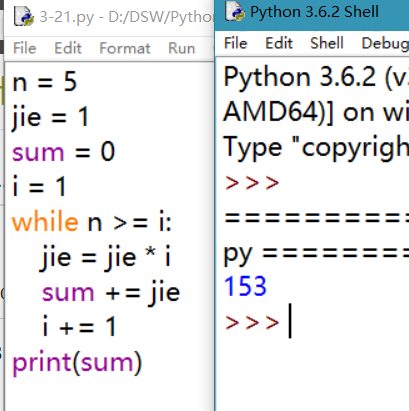 3-21.py - D:/DSW/Pytho
File Edit Format Run
n = 5
jie = 1
sum = 0
i = 1
while n >= i:
    jie = jie * i
    sum += jie
    i += 1
print(sum)
Python 3.6.2 Shell
File Edit Shell Debug
Python 3.6.2 (v
AMD64)] on wi
Type "copyrigh
>>>
==========
py =========
153
>>>